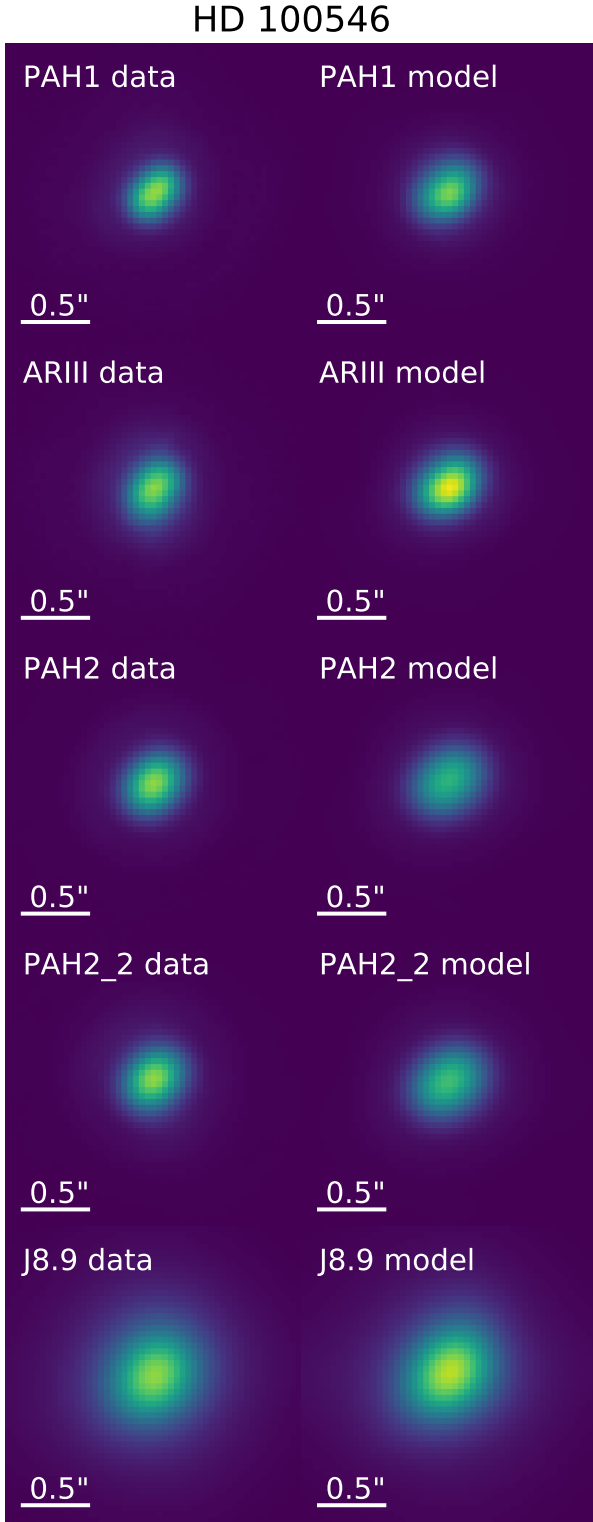 HD 100546
PAH1 data
PAH1 model
0.5"
0.5"
ARIII data
ARIII model
0.5"
0.5"
PAH2 data
PAH2 model
0.5"
0.5"
PAH2_2 data
PAH2_2 model
0.5"
0.5"
J8.9 data
J8.9 model
0.5"
0.5"